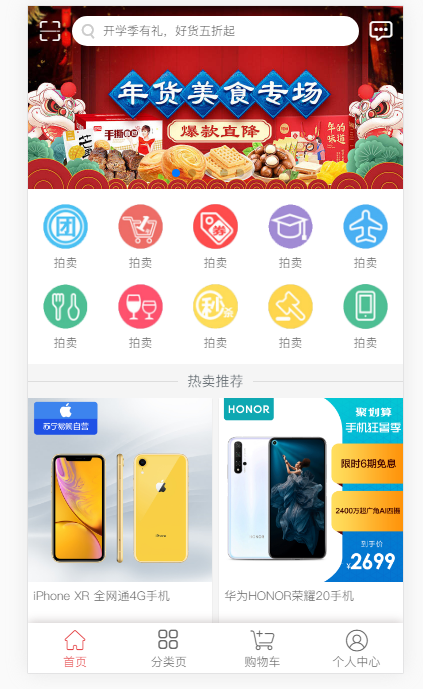 开学季有礼，好货五折起
年货美食专场
爆款直降
手撕
年的
味道
团
券
拍卖
拍卖
拍卖
拍卖
拍卖
秒杀
拍卖
拍卖
拍卖
拍卖
拍卖
热卖推荐
苏宁易购自营
iPhone
iPhone XR 全网通4G手机
HONOR
聚划算
手机狂暑季
限时6期免息
2400万超广角AI四摄
到手价
¥2699
华为HONOR荣耀20手机
首页
分类页
购物车
个人中心